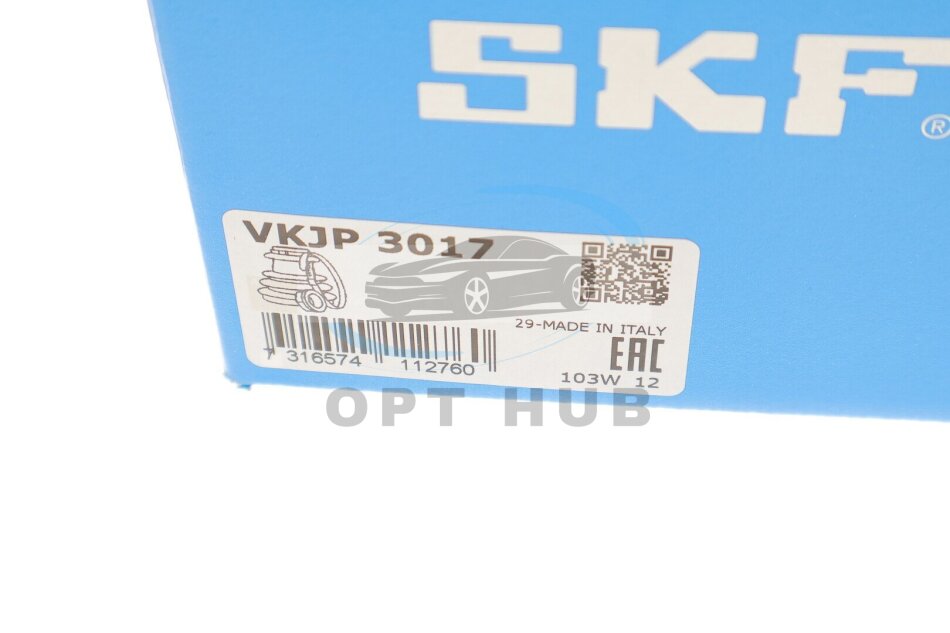 SKF
®
VKJP 3017
29-MADE IN ITALY
EAC
7 316574 112760
103W 12
OPT HUB